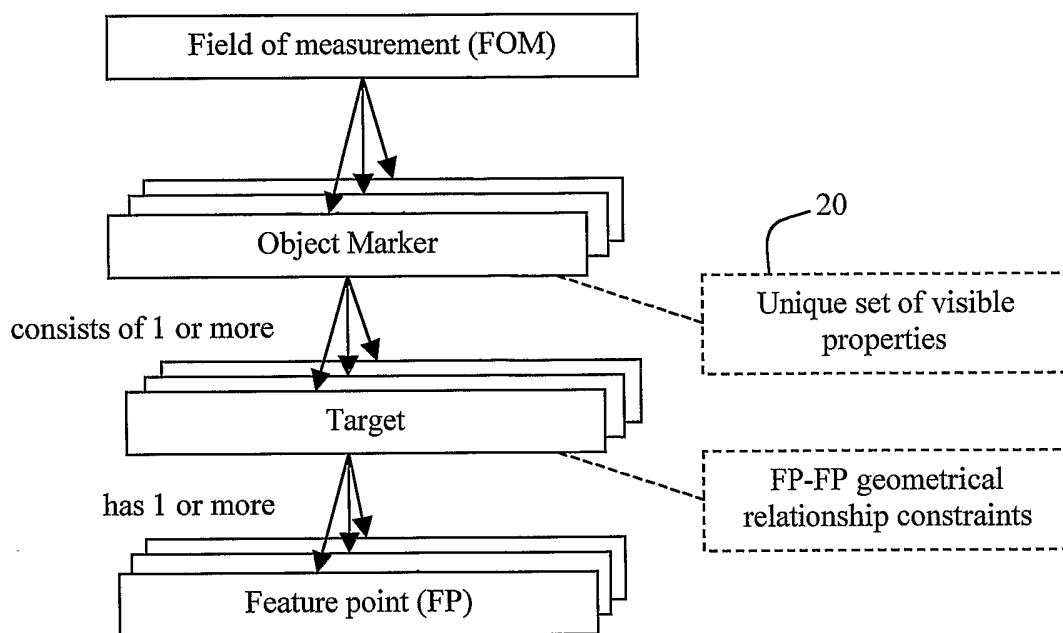 Field of measurement (FOM)
Object Marker
20
Unique set of visible
properties
consists of 1 or more
Target
FP-FP geometrical
relationship constraints
has 1 or more
Feature point (FP)